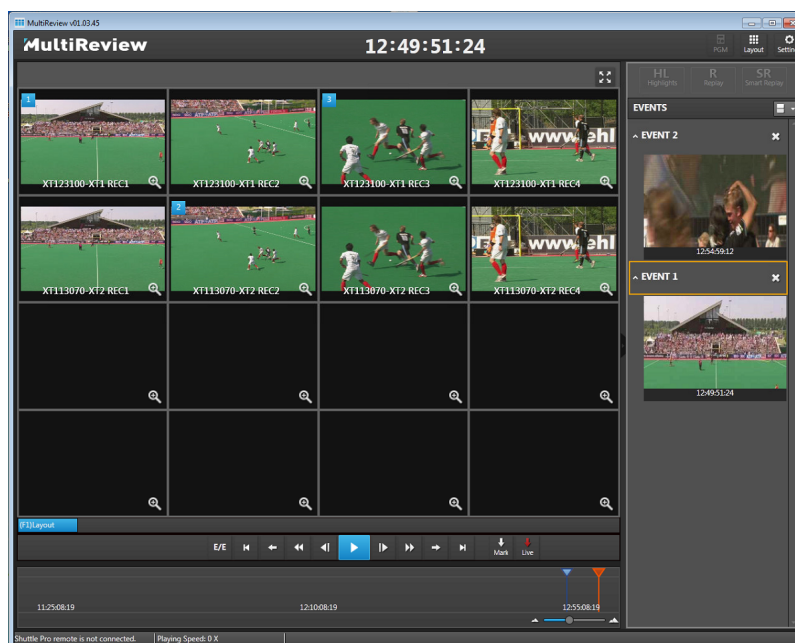 MultiReview v01.03.45
MultiReview
12:49:51:24
PGM
Layout
Settin
HL
Highlights
R
Replay
SR
Smart Replay
EVENTS
1
3
XT123100-XT1 REC1
XT123100-XT1 REC2
XT123100-XT1 REC3
www.ehl
XT123100-XT1 REC4
2
XT113070-XT2 REC1
XT113070-XT2 REC2
XT113070-XT2 REC3
www.ehl
XT113070-XT2 REC4
EVENT 2
12:54:59:12
EVENT 1
12:49:51:24
(F1)Layout
E/E
Mark
Live
11:25:08:19
12:10:08:19
12:55:08:19
Shuttle Pro remote is not connected.
Playing Speed: 0 X